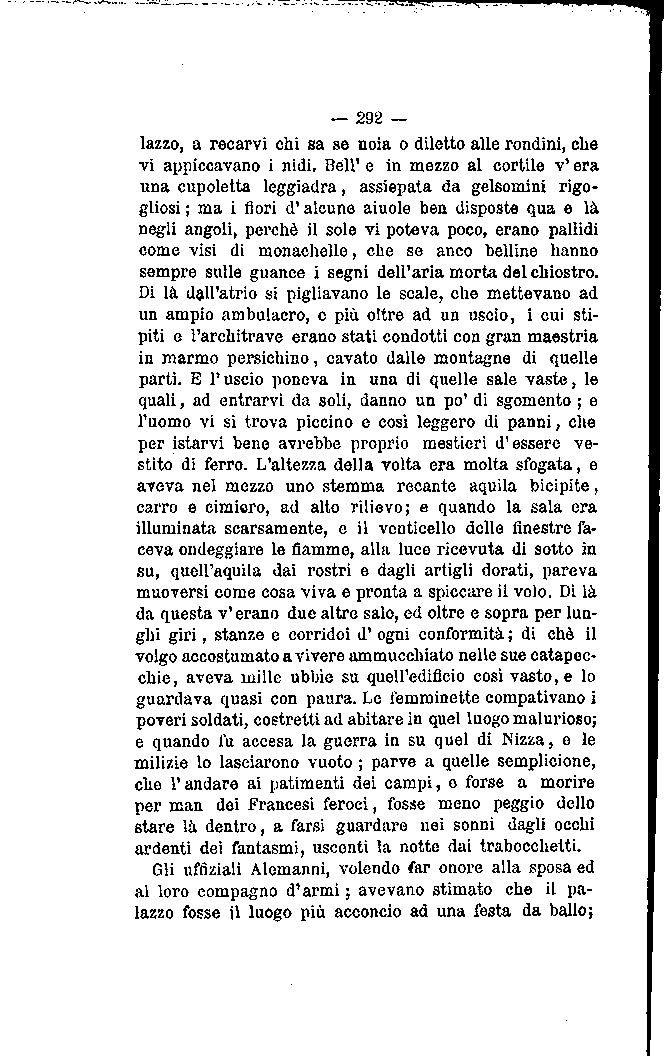 — 292 —
lazzo, a recarvi chi sa se noia o diletto alle rondini, che
vi appiccavano i nidi. Bell' e in mezzo al cortile v' era
una cupoletta leggiadra, assiepata da gelsomini rigo-
gliosi; ma i fiori d' alcune aiuole ben disposte qua e là
negli angoli, perchè il sole vi poteva poco, erano pallidi
come visi di monachelle, che se anco belline hanno
sempre sulle guance i segni dell'aria morta del chiostro.
Di là dall'atrio si pigliavano le scale, che mettevano ad
un ampio ambulacro, e più oltre ad un uscio, i cui sti-
piti e l'architrave erano stati condotti con gran maestria
in marmo persichino, cavato dalle montagne di quelle
parti. E l' uscio poneva in una di quelle sale vaste, le
quali, ad entrarvi da soli, danno un po' di sgomento; e
l'uomo vi si trova piccino e così leggero di panni, che
per istarvi bene avrebbe proprio mestieri d' essere ve-
stito di ferro. L'altezza della volta era molta sfogata, e
aveva nel mezzo uno stemma recante aquila bicipite,
carro e cimiero, ad alto rilievo; e quando la sala era
illuminata scarsamente, e il venticello delle finestre fa-
ceva ondeggiare le fiamme, alla luce ricevuta di sotto in
su, quell'aquila dai rostri e dagli artigli dorati, pareva
muoversi come cosa viva e pronta a spiccare il volo. Di là
da questa v' erano due altre sale, ed oltre e sopra per lun-
ghi giri, stanze e corridoi d' ogni conformità; di chè il
volgo accostumato a vivere ammucchiato nelle sue catapec-
chie, aveva mille ubbie su quell'edificio così vasto, e lo
guardava quasi con paura. Le femminette compativano i
poveri soldati, costretti ad abitare in quel luogo malurioso;
e quando fu accesa la guerra in su quel di Nizza, e le
milizie lo lasciarono vuoto; parve a quelle semplicione,
che l' andare ai patimenti dei campi, e forse a morire
per man dei Francesi feroci, fosse meno peggio dello
stare là dentro, a farsi guardare nei sonni dagli occhi
ardenti dei fantasmi, uscenti la notte dai trabocchetti.
Gli uffiziali Alemanni, volendo far onore alla sposa ed
al loro compagno d'armi; avevano stimato che il pa-
lazzo fosse il luogo più acconcio ad una festa da ballo;